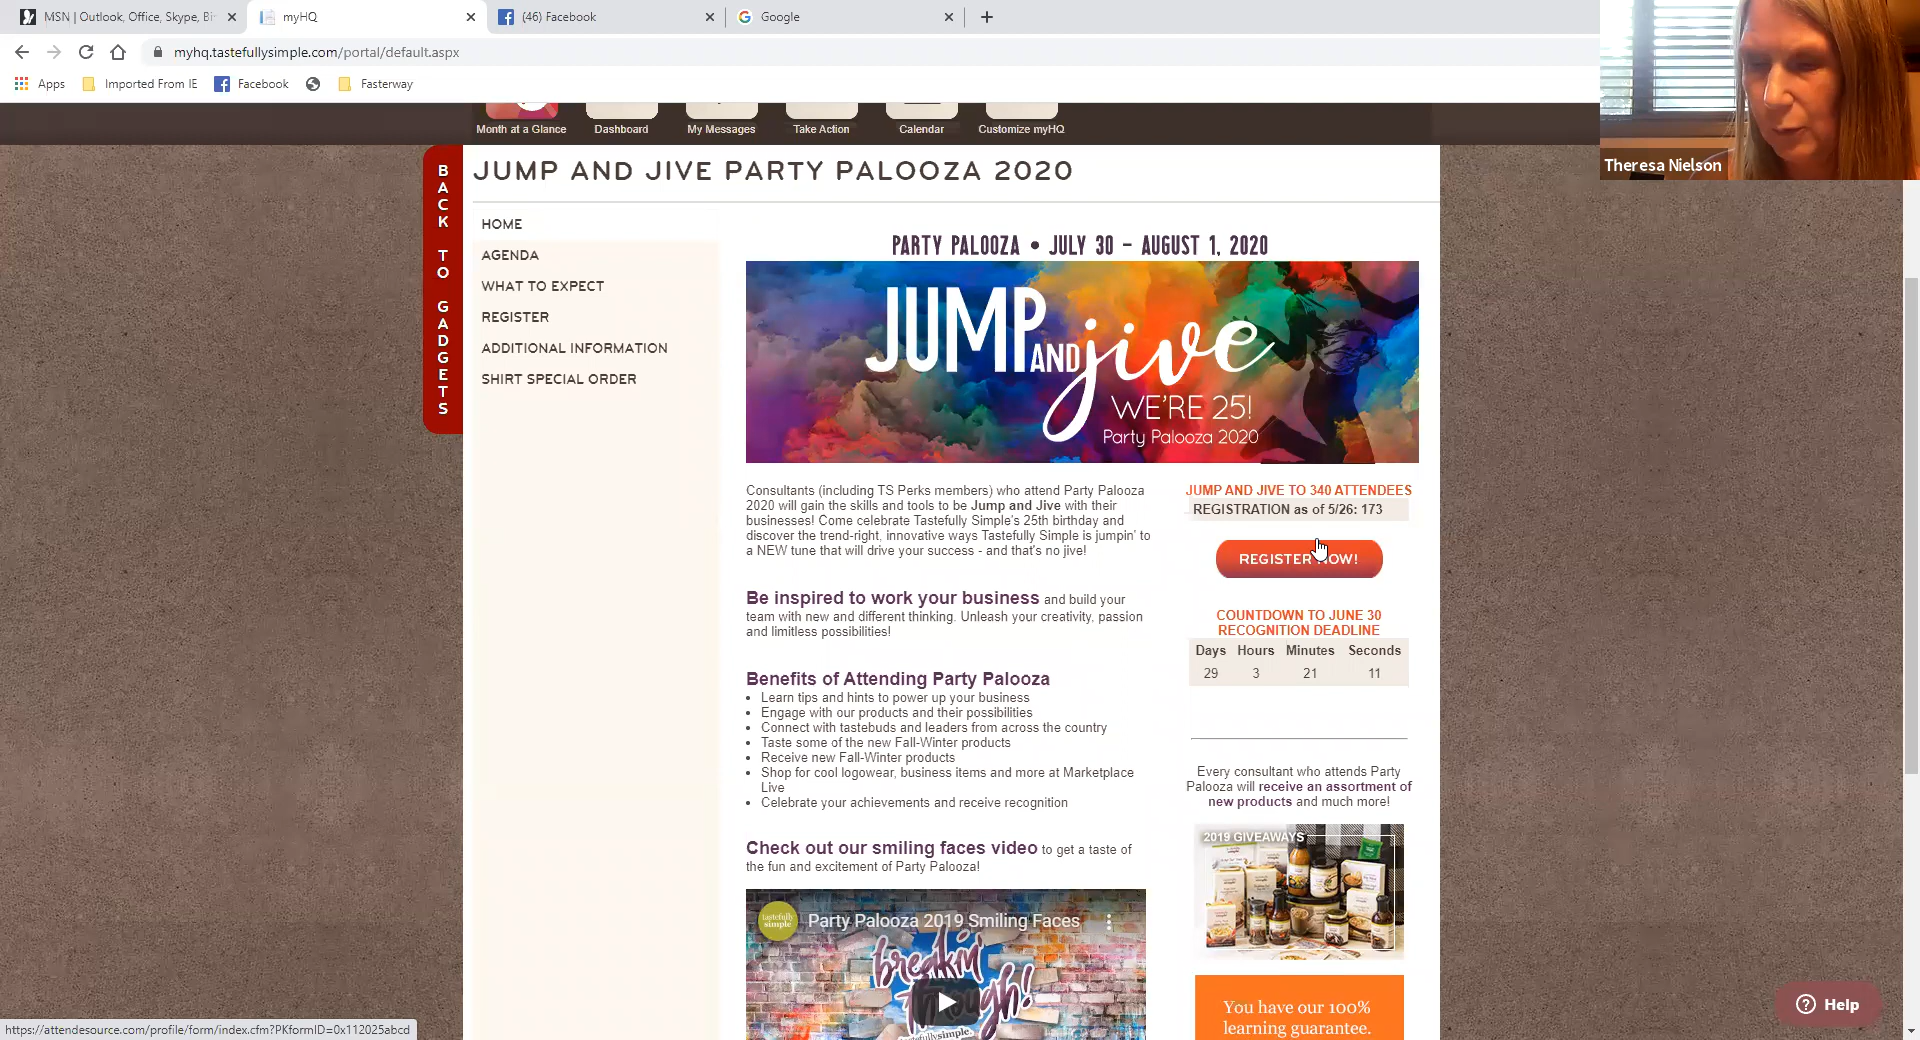 MSN | Outlook, Office, Skype, Bi
myHQ
(46) Facebook
Google
myhq.tastefullysimple.com/portal/default.aspx
Apps
Imported From IE
Facebook
Fasterway
Theresa Nielson
Month at a Glance
Dashboard
My Messages
Take Action
Calendar
Customize myHQ
BACK TO GADGETS
JUMP AND JIVE PARTY PALOOZA 2020
HOME
AGENDA
WHAT TO EXPECT
REGISTER
ADDITIONAL INFORMATION
SHIRT SPECIAL ORDER
PARTY PALOOZA • JULY 30 – AUGUST 1, 2020
JUMP AND jive
WE'RE 25!
Party Palooza 2020
Consultants (including TS Perks members) who attend Party Palooza
2020 will gain the skills and tools to be Jump and Jive with their
businesses! Come celebrate Tastefully Simple's 25th birthday and
discover the trend-right, innovative ways Tastefully Simple is jumpin' to
a NEW tune that will drive your success - and that's no jive!
Be inspired to work your business and build your
team with new and different thinking. Unleash your creativity, passion
and limitless possibilities!
Benefits of Attending Party Palooza
• Learn tips and hints to power up your business
• Engage with our products and their possibilities
• Connect with tastebuds and leaders from across the country
• Taste some of the new Fall-Winter products
• Receive new Fall-Winter products
• Shop for cool logowear, business items and more at Marketplace
Live
• Celebrate your achievements and receive recognition
Check out our smiling faces video to get a taste of
the fun and excitement of Party Palooza!
tastefully simple
Party Palooza 2019 Smiling Faces
breakin' through!
tastefullysimple.
JUMP AND JIVE TO 340 ATTENDEES
REGISTRATION as of 5/26: 173
REGISTER NOW!
COUNTDOWN TO JUNE 30
RECOGNITION DEADLINE
Days Hours Minutes Seconds
29 3 21 11
Every consultant who attends Party
Palooza will receive an assortment of
new products and much more!
2019 GIVEAWAYS
You have our 100%
learning guarantee.
Help
https://attendesource.com/profile/form/index.cfm?PKformID=0x112025abcd